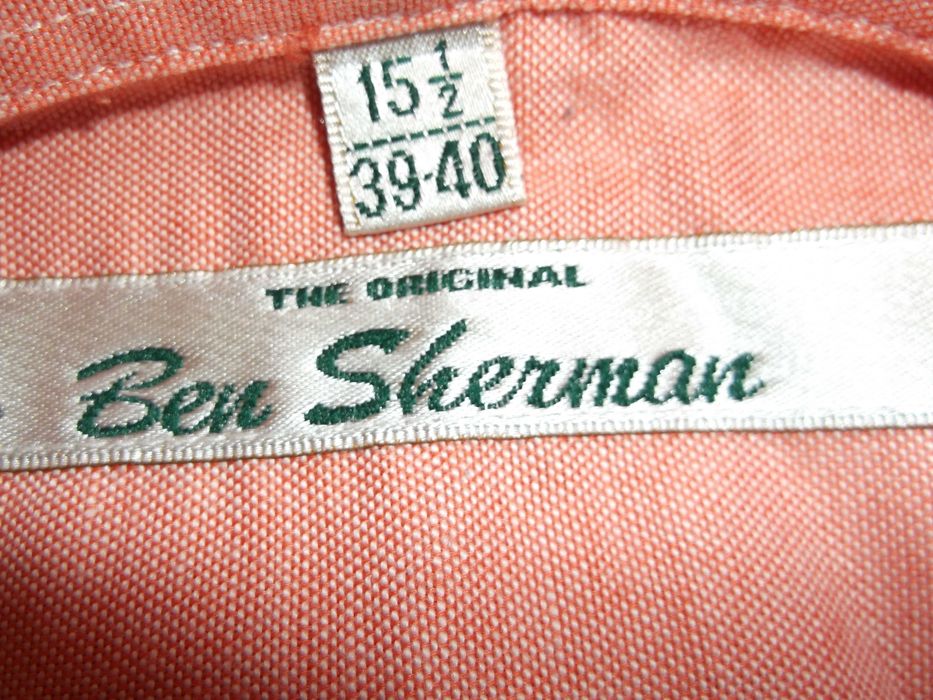 15 1/2
39-40
THE ORIGINAL
Ben Sherman